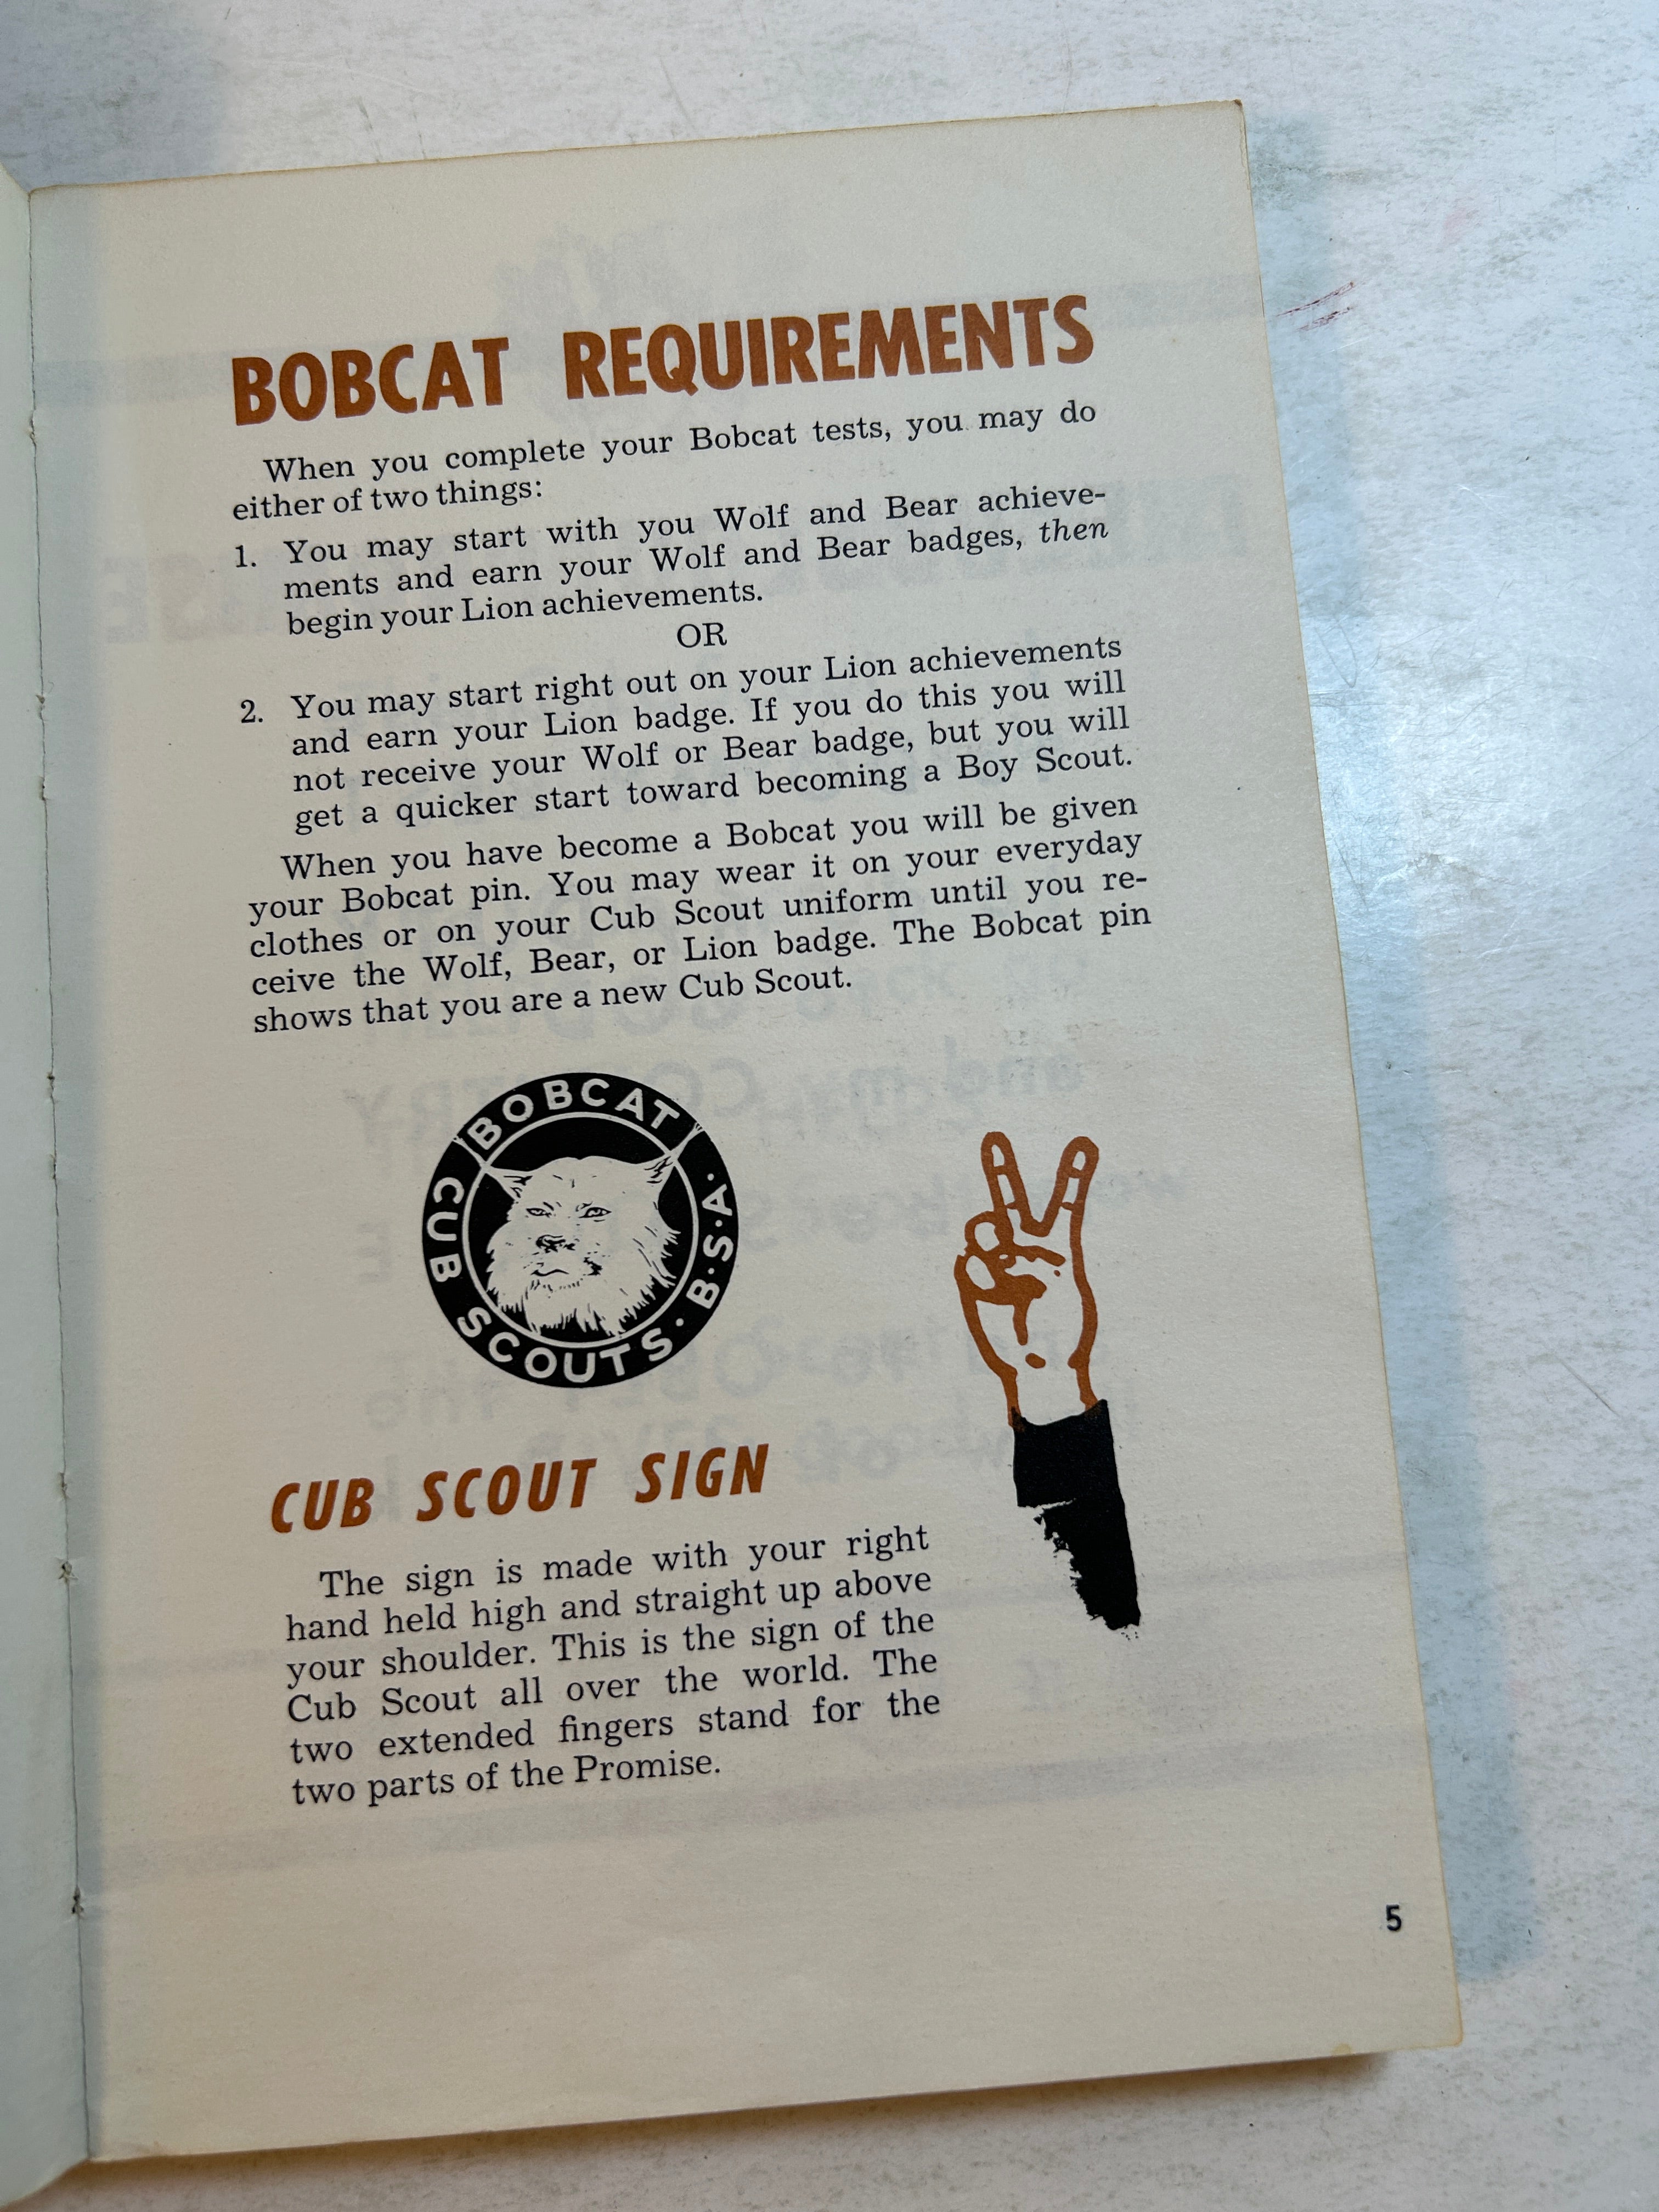 BOBCAT REQUIREMENTS
When you complete your Bobcat tests, you may do
either of two things:
1. You may start with you Wolf and Bear achieve-
ments and earn your Wolf and Bear badges, then
begin your Lion achievements.
OR
2. You may start right out on your Lion achievements
and earn your Lion badge. If you do this you will
not receive your Wolf or Bear badge, but you will
get a quicker start toward becoming a Boy Scout.
When you have become a Bobcat you will be given
your Bobcat pin. You may wear it on your everyday
clothes or on your Cub Scout uniform until you re-
ceive the Wolf, Bear, or Lion badge. The Bobcat pin
shows that you are a new Cub Scout.
BOBCAT
CUB SCOUTS · B·S·A·
CUB SCOUT SIGN
The sign is made with your right
hand held high and straight up above
your shoulder. This is the sign of the
Cub Scout all over the world. The
two extended fingers stand for the
two parts of the Promise.
5